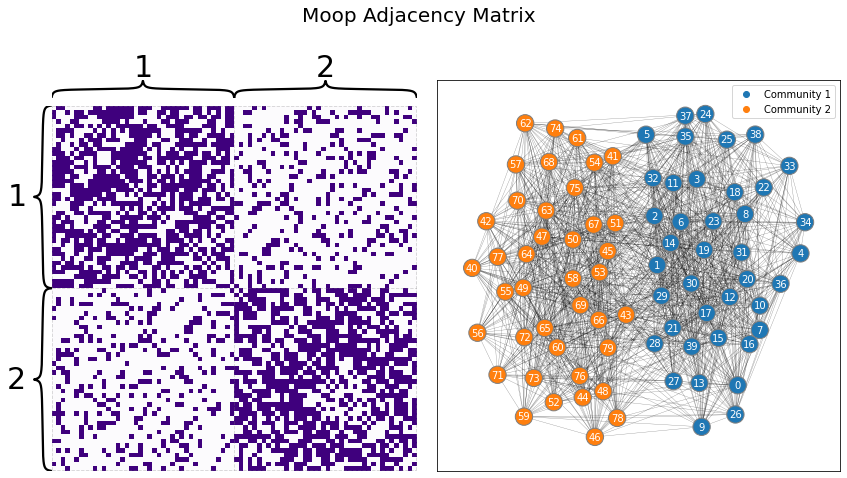 Moop Adjacency Matrix
1 2
1
2
Community 1
Community 2
37 24
62 74 5 35 25 38
61
41
57 68 54 33
32 11 3
75 18 22
70
63 2 8
42 67 51 6 23 34
47 50 14
77 64 45 19 31 4
40 1
58 53 20
55 49 30 36
29 12
69 10
66 43 17
56 65 21 7
72 15
60 79 28 39 16
71 73 76 27 13 0
48
52 44
59 78 26
46 9